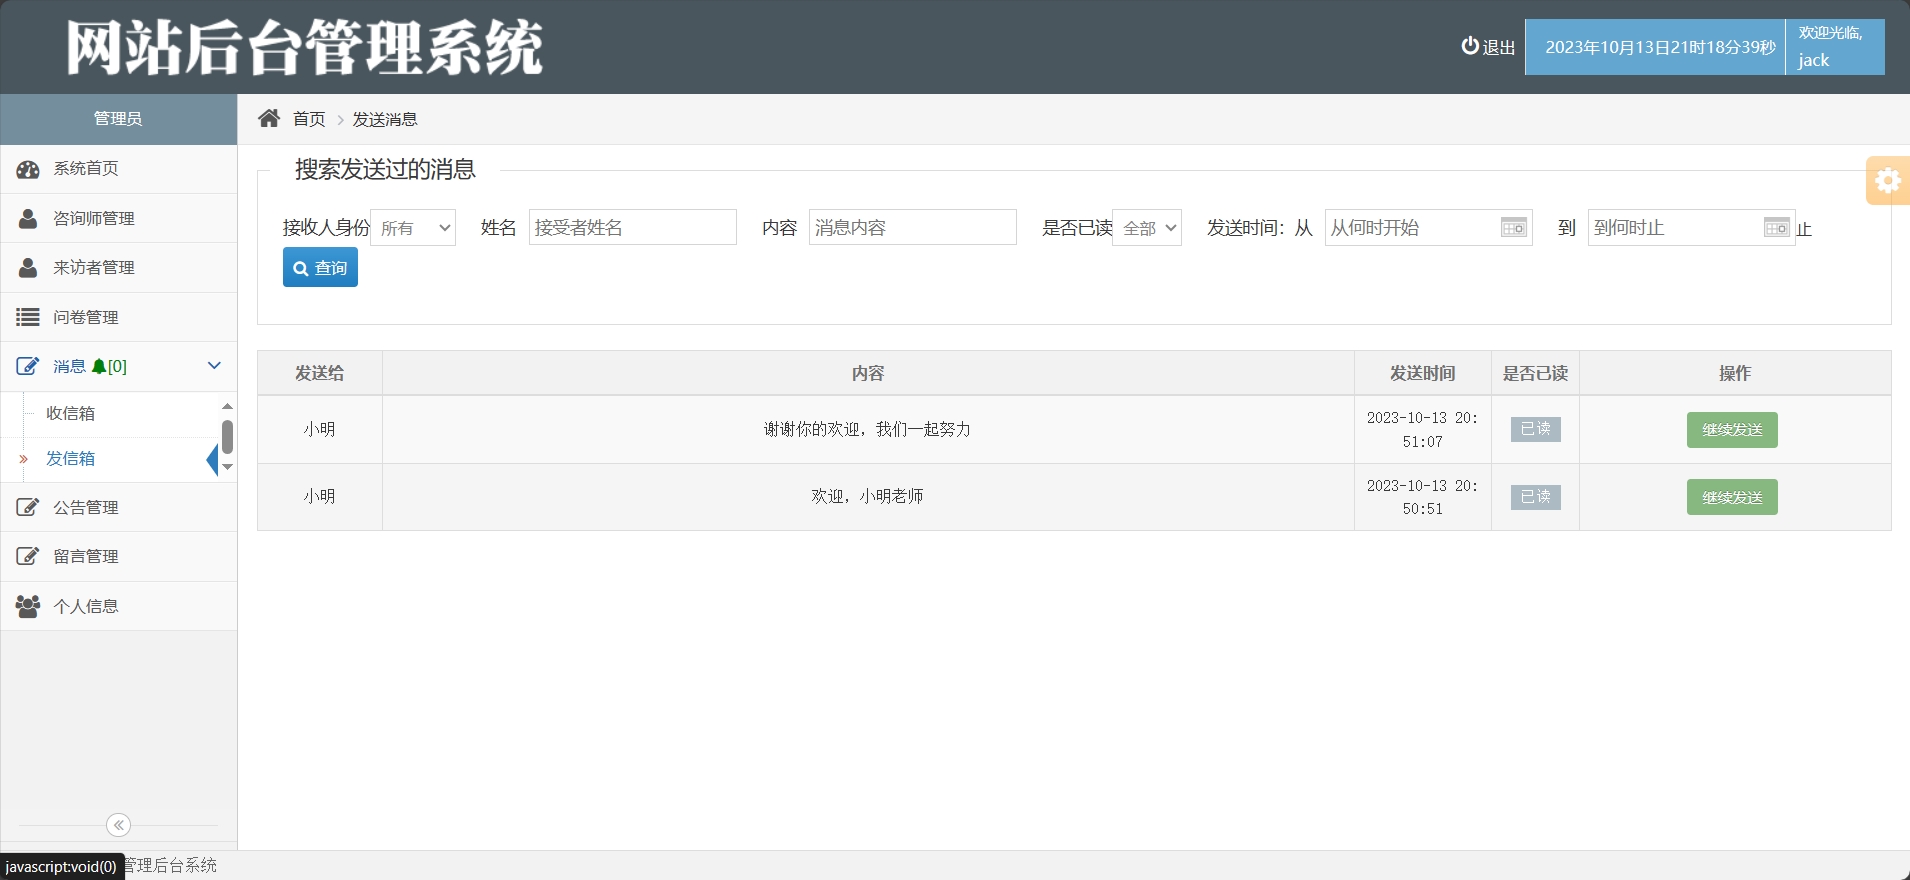 网站后台管理系统
退出
2023年10月13日21时18分39秒
欢迎光临,
jack
管理员
首页 > 发送消息
系统首页
咨询师管理
来访者管理
问卷管理
消息 [0]
收信箱
» 发信箱
公告管理
留言管理
个人信息
搜索发送过的消息
接收人身份 所有 姓名 接受者姓名 内容 消息内容 是否已读 全部 发送时间：从 从何时开始 到 到何时止 止
查询
发送给 内容 发送时间 是否已读 操作
小明 谢谢你的欢迎，我们一起努力 2023-10-13 20:
51:07 已读 继续发送
小明 欢迎，小明老师 2023-10-13 20:
50:51 已读 继续发送
javascript:void(0) 管理后台系统